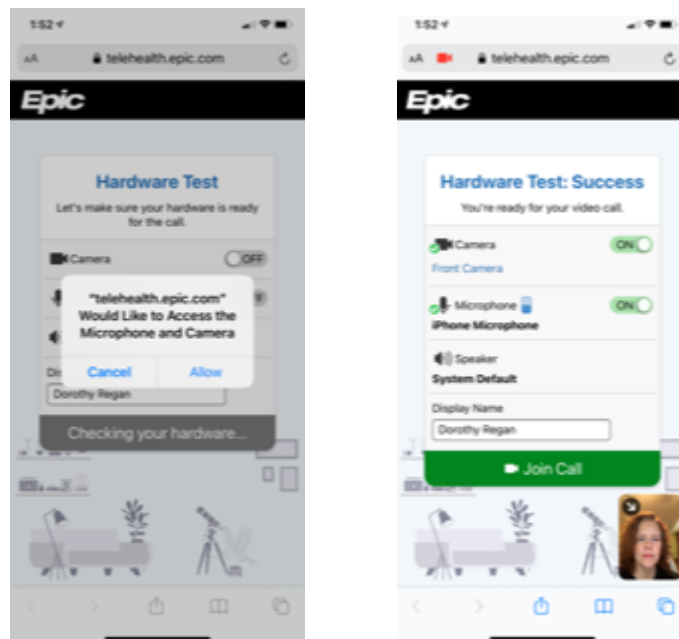 1:52
AA telehealth.epic.com
Epic
Hardware Test
Let's make sure your hardware is ready
for the call.
Camera OFF
"telehealth.epic.com"
Would Like to Access the
Microphone and Camera
Cancel Allow
Dorothy Regan
Checking your hardware...
1:52
AA telehealth.epic.com
Epic
Hardware Test: Success
You're ready for your video call.
Camera ON
Front Camera
Microphone ON
iPhone Microphone
Speaker
System Default
Display Name
Dorothy Regan
Join Call